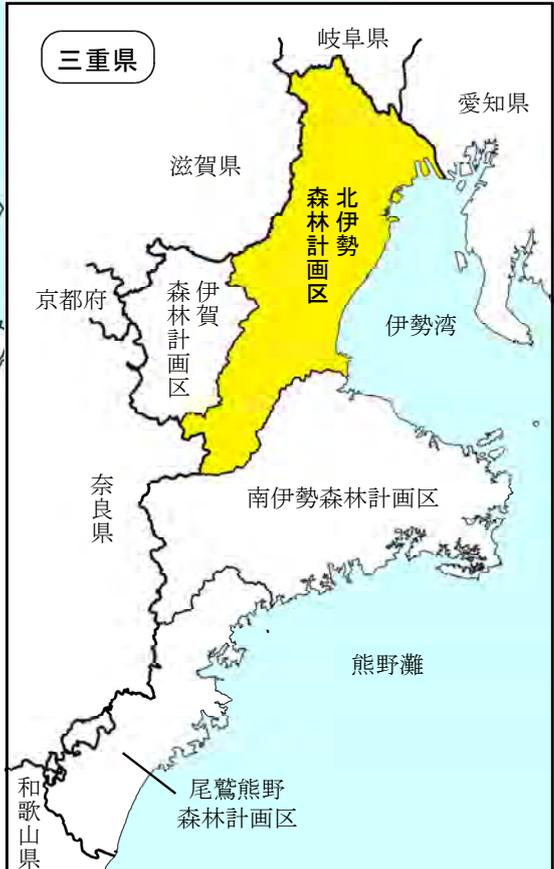 三重県
岐阜県
愛知県
滋賀県
北伊勢
森林計画区
京都府
伊賀
森林計画区
伊勢湾
奈良県
南伊勢森林計画区
熊野灘
尾鷲熊野
森林計画区
和歌山県